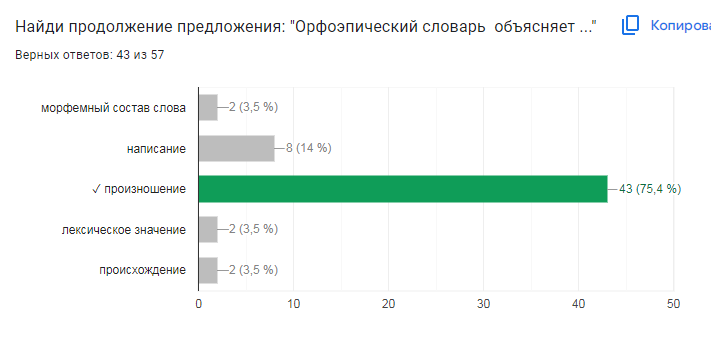 Найди продолжение предложения: "Орфоэпический словарь  объясняет ..."
Копирова
Верных ответов: 43 из 57
морфемный состав слова
2 (3,5 %)
написание
8 (14 %)
✓ произношение
43 (75,4 %)
лексическое значение
2 (3,5 %)
происхождение
2 (3,5 %)
0 10 20 30 40 50